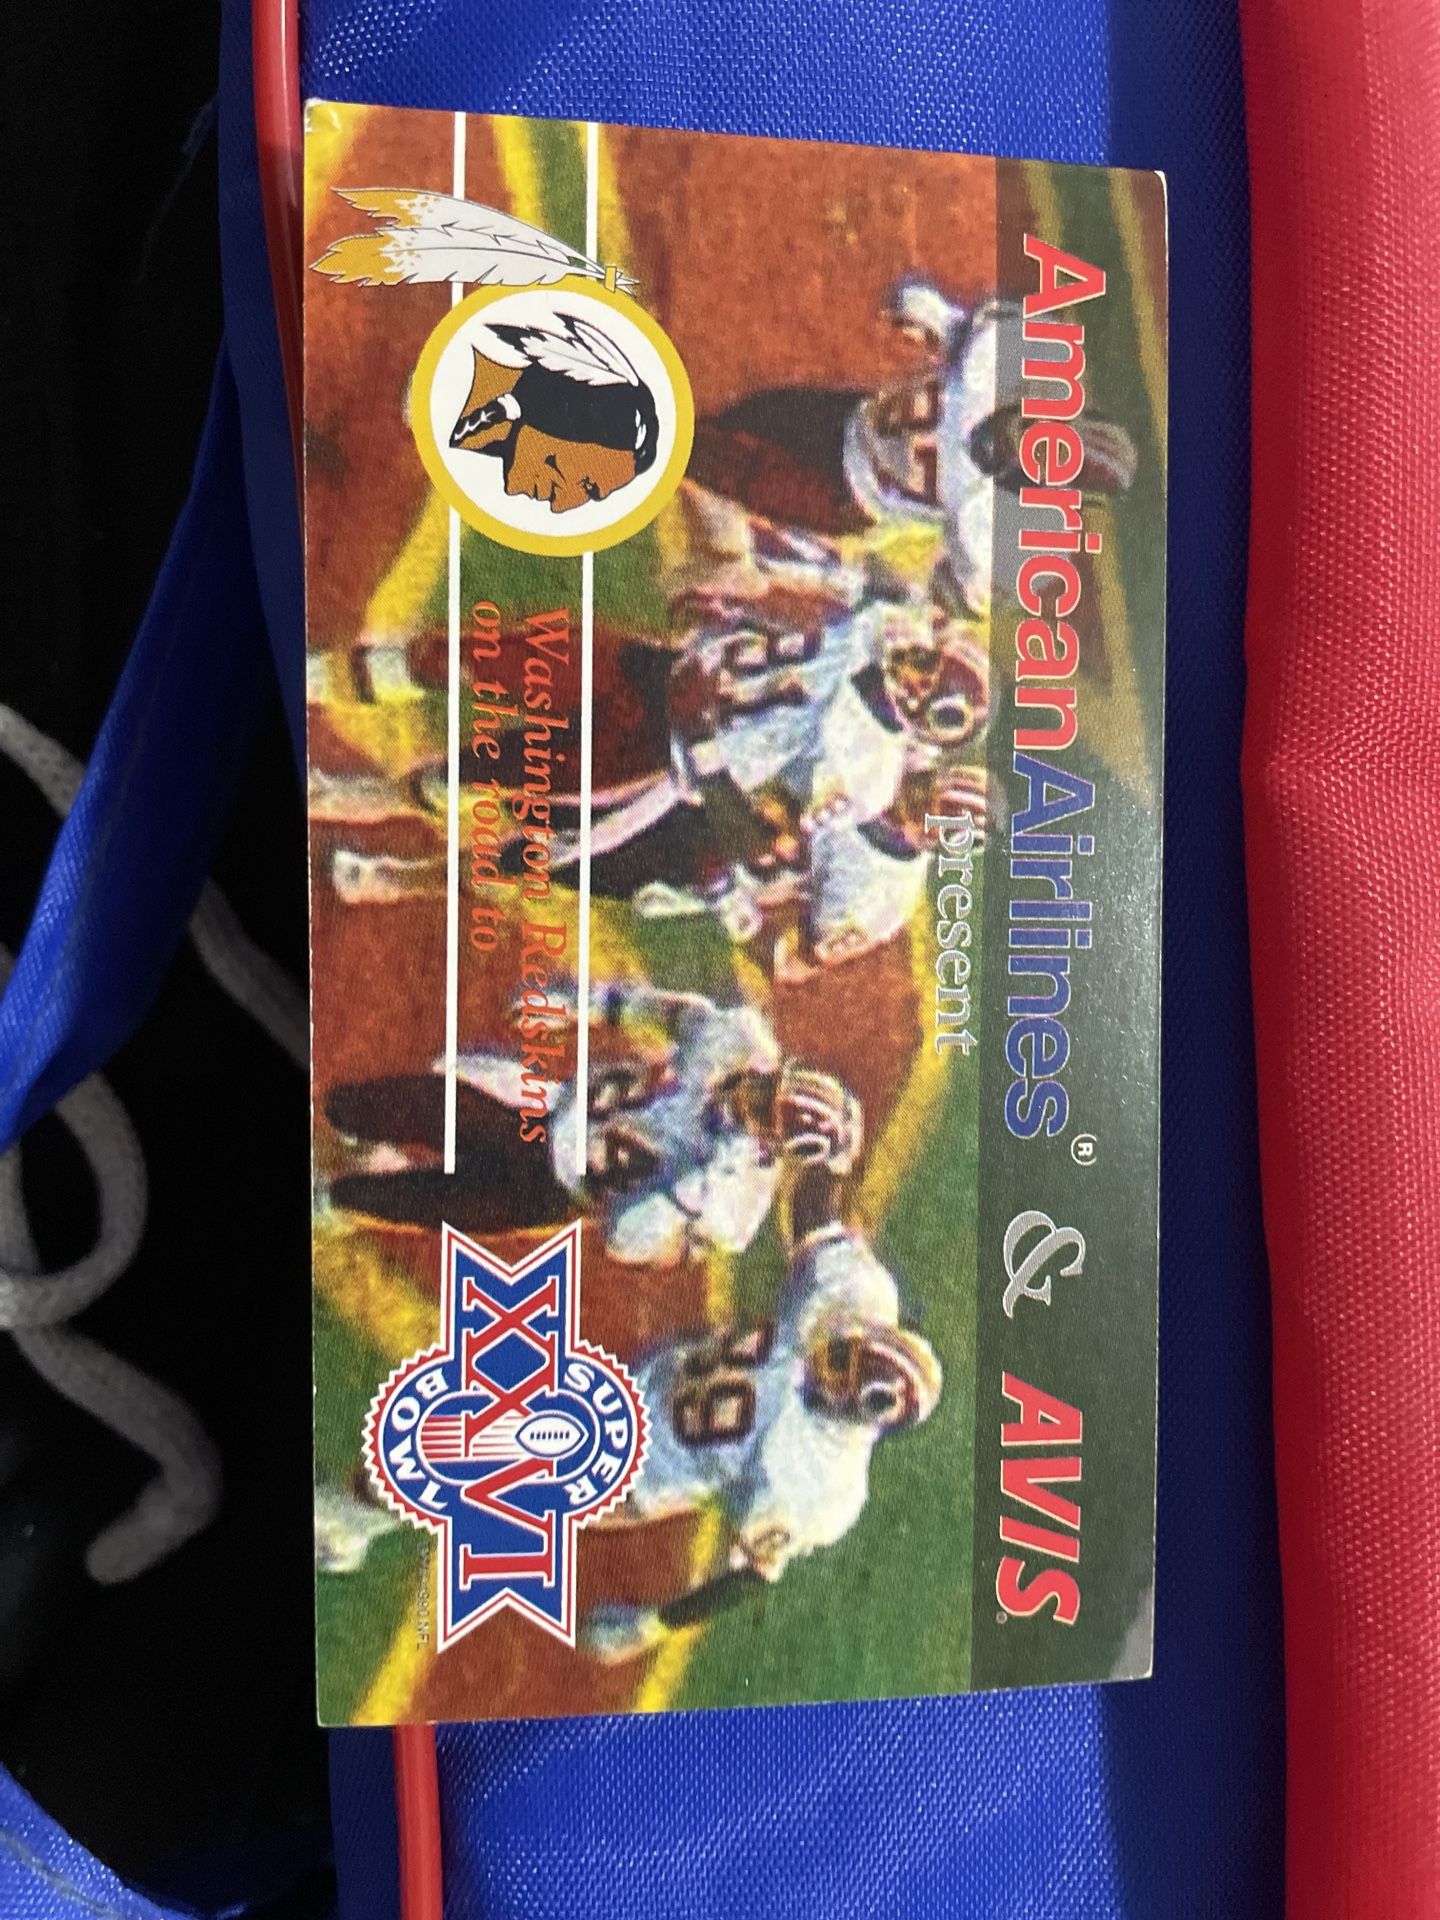 AmericanAirlines® & AVIS®
present
Washington Redskins
on the road to
SUPER
XXVI
BOWL